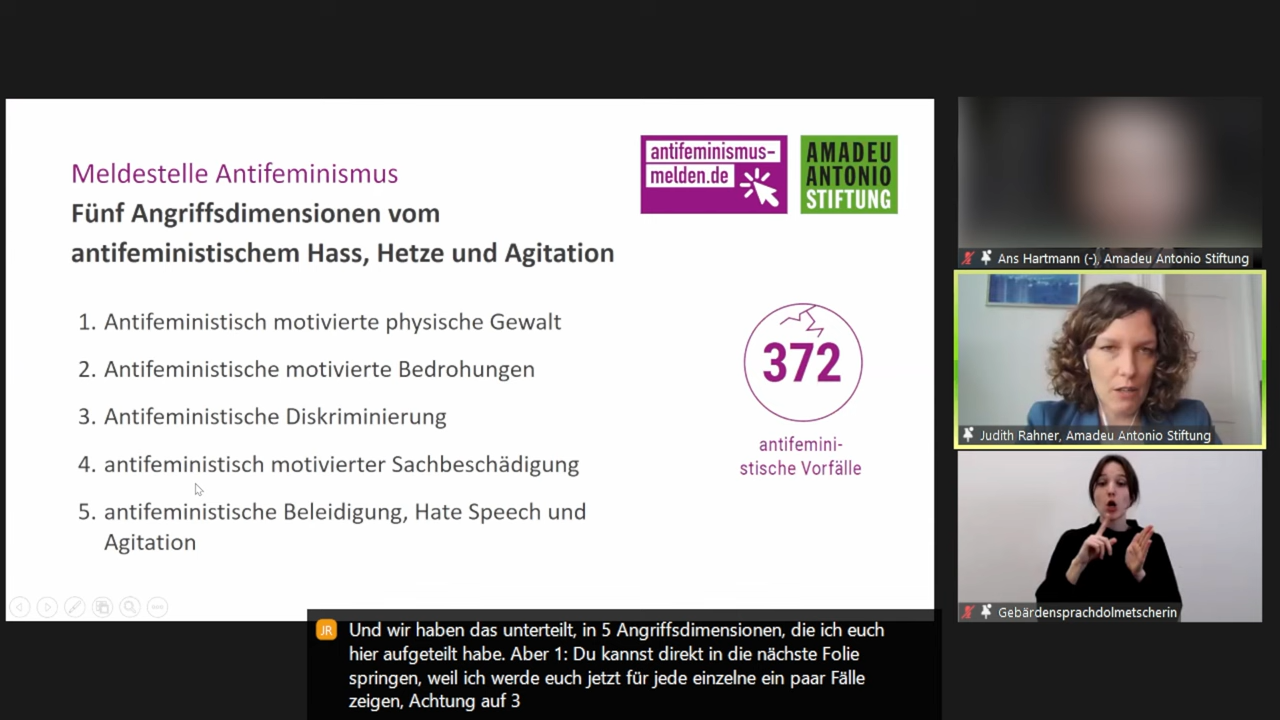 Meldestelle Antifeminismus
Fünf Angriffsdimensionen vom
antifeministischem Hass, Hetze und Agitation
antifeminismus-
melden.de
AMADEU
ANTONIO
STIFTUNG
1. Antifeministisch motivierte physische Gewalt
2. Antifeministische motivierte Bedrohungen
3. Antifeministische Diskriminierung
4. antifeministisch motivierter Sachbeschädigung
5. antifeministische Beleidigung, Hate Speech und
Agitation
372
antifemini-
stische Vorfälle
Ans Hartmann (-), Amadeu Antonio Stiftung
Judith Rahner, Amadeu Antonio Stiftung
Gebärdensprachdolmetscherin
JR
Und wir haben das unterteilt, in 5 Angriffsdimensionen, die ich euch
hier aufgeteilt habe. Aber 1: Du kannst direkt in die nächste Folie
springen, weil ich werde euch jetzt für jede einzelne ein paar Fälle
zeigen, Achtung auf 3